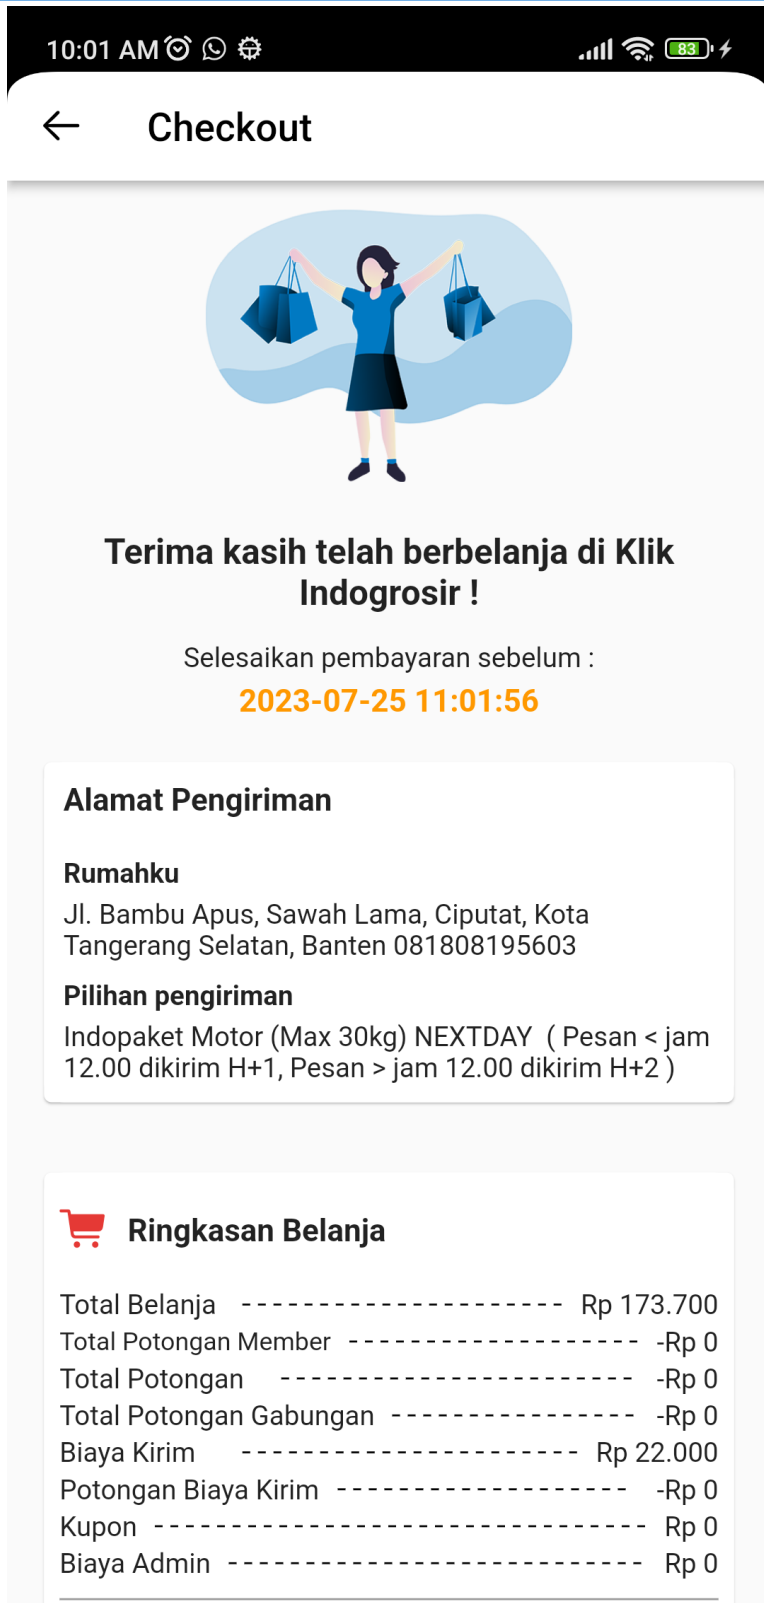 10:01 AM
83
Checkout
Terima kasih telah berbelanja di Klik
Indogrosir !
Selesaikan pembayaran sebelum :
2023-07-25 11:01:56
Alamat Pengiriman
Rumahku
Jl. Bambu Apus, Sawah Lama, Ciputat, Kota
Tangerang Selatan, Banten 081808195603
Pilihan pengiriman
Indopaket Motor (Max 30kg) NEXTDAY ( Pesan < jam
12.00 dikirim H+1, Pesan > jam 12.00 dikirim H+2 )
Ringkasan Belanja
Total Belanja --------------------- Rp 173.700
Total Potongan Member ------------------- -Rp 0
Total Potongan ----------------------- -Rp 0
Total Potongan Gabungan ---------------- -Rp 0
Biaya Kirim ---------------------- Rp 22.000
Potongan Biaya Kirim ------------------- -Rp 0
Kupon -------------------------------- Rp 0
Biaya Admin --------------------------- Rp 0